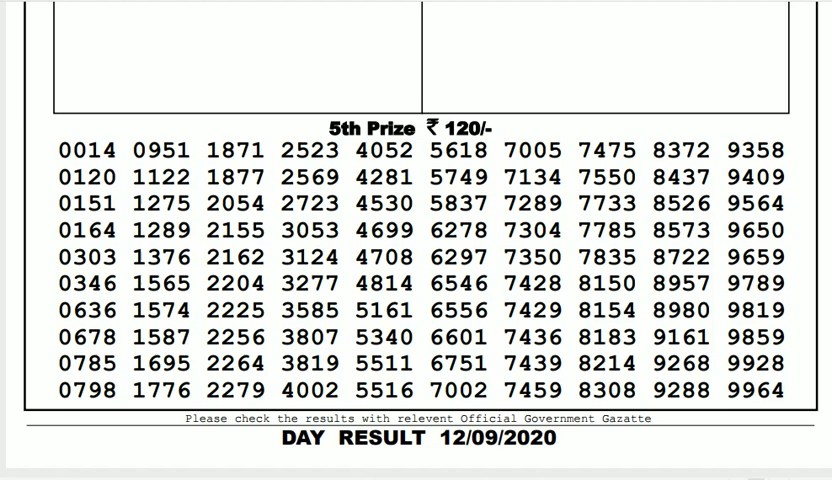 5th Prize ₹ 120/-
0014 0951 1871 2523 4052 5618 7005 7475 8372 9358
0120 1122 1877 2569 4281 5749 7134 7550 8437 9409
0151 1275 2054 2723 4530 5837 7289 7733 8526 9564
0164 1289 2155 3053 4699 6278 7304 7785 8573 9650
0303 1376 2162 3124 4708 6297 7350 7835 8722 9659
0346 1565 2204 3277 4814 6546 7428 8150 8957 9789
0636 1574 2225 3585 5161 6556 7429 8154 8980 9819
0678 1587 2256 3807 5340 6601 7436 8183 9161 9859
0785 1695 2264 3819 5511 6751 7439 8214 9268 9928
0798 1776 2279 4002 5516 7002 7459 8308 9288 9964
Please check the results with relevent Official Government Gazatte
DAY RESULT 12/09/2020